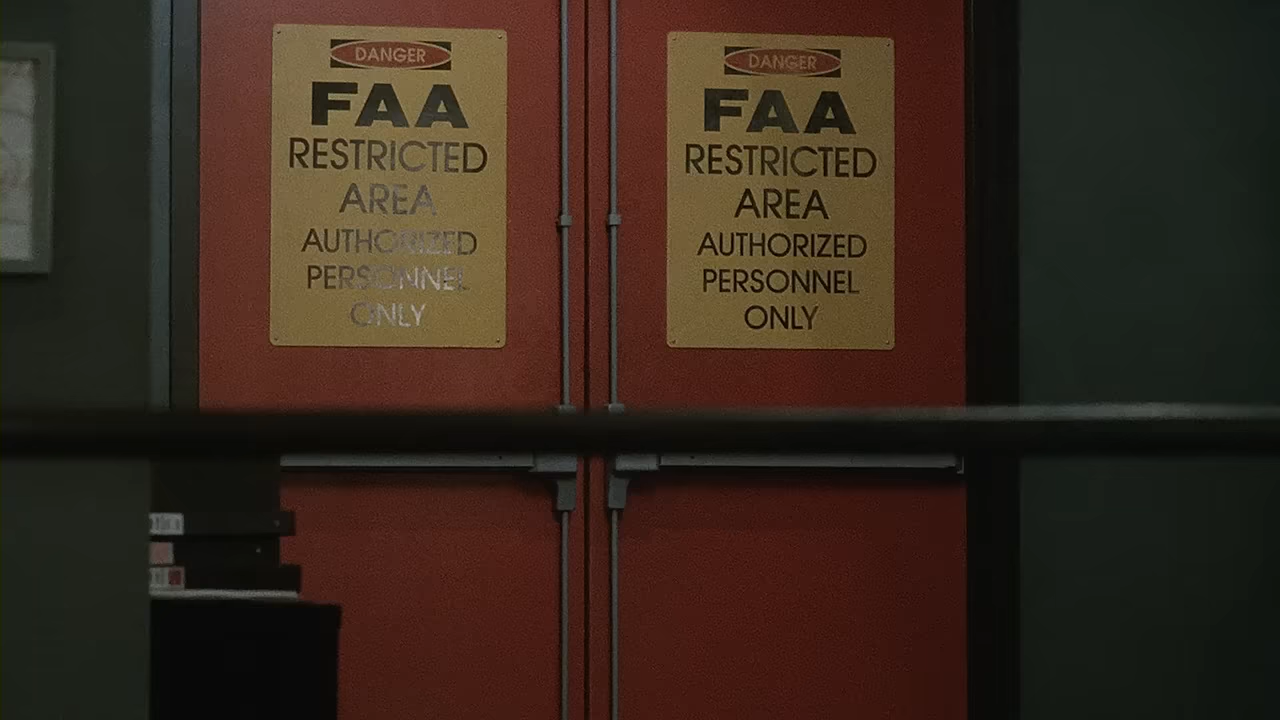 DANGER
FAA
RESTRICTED
AREA
AUTHORIZED
PERSONNEL
ONLY
DANGER
FAA
RESTRICTED
AREA
AUTHORIZED
PERSONNEL
ONLY